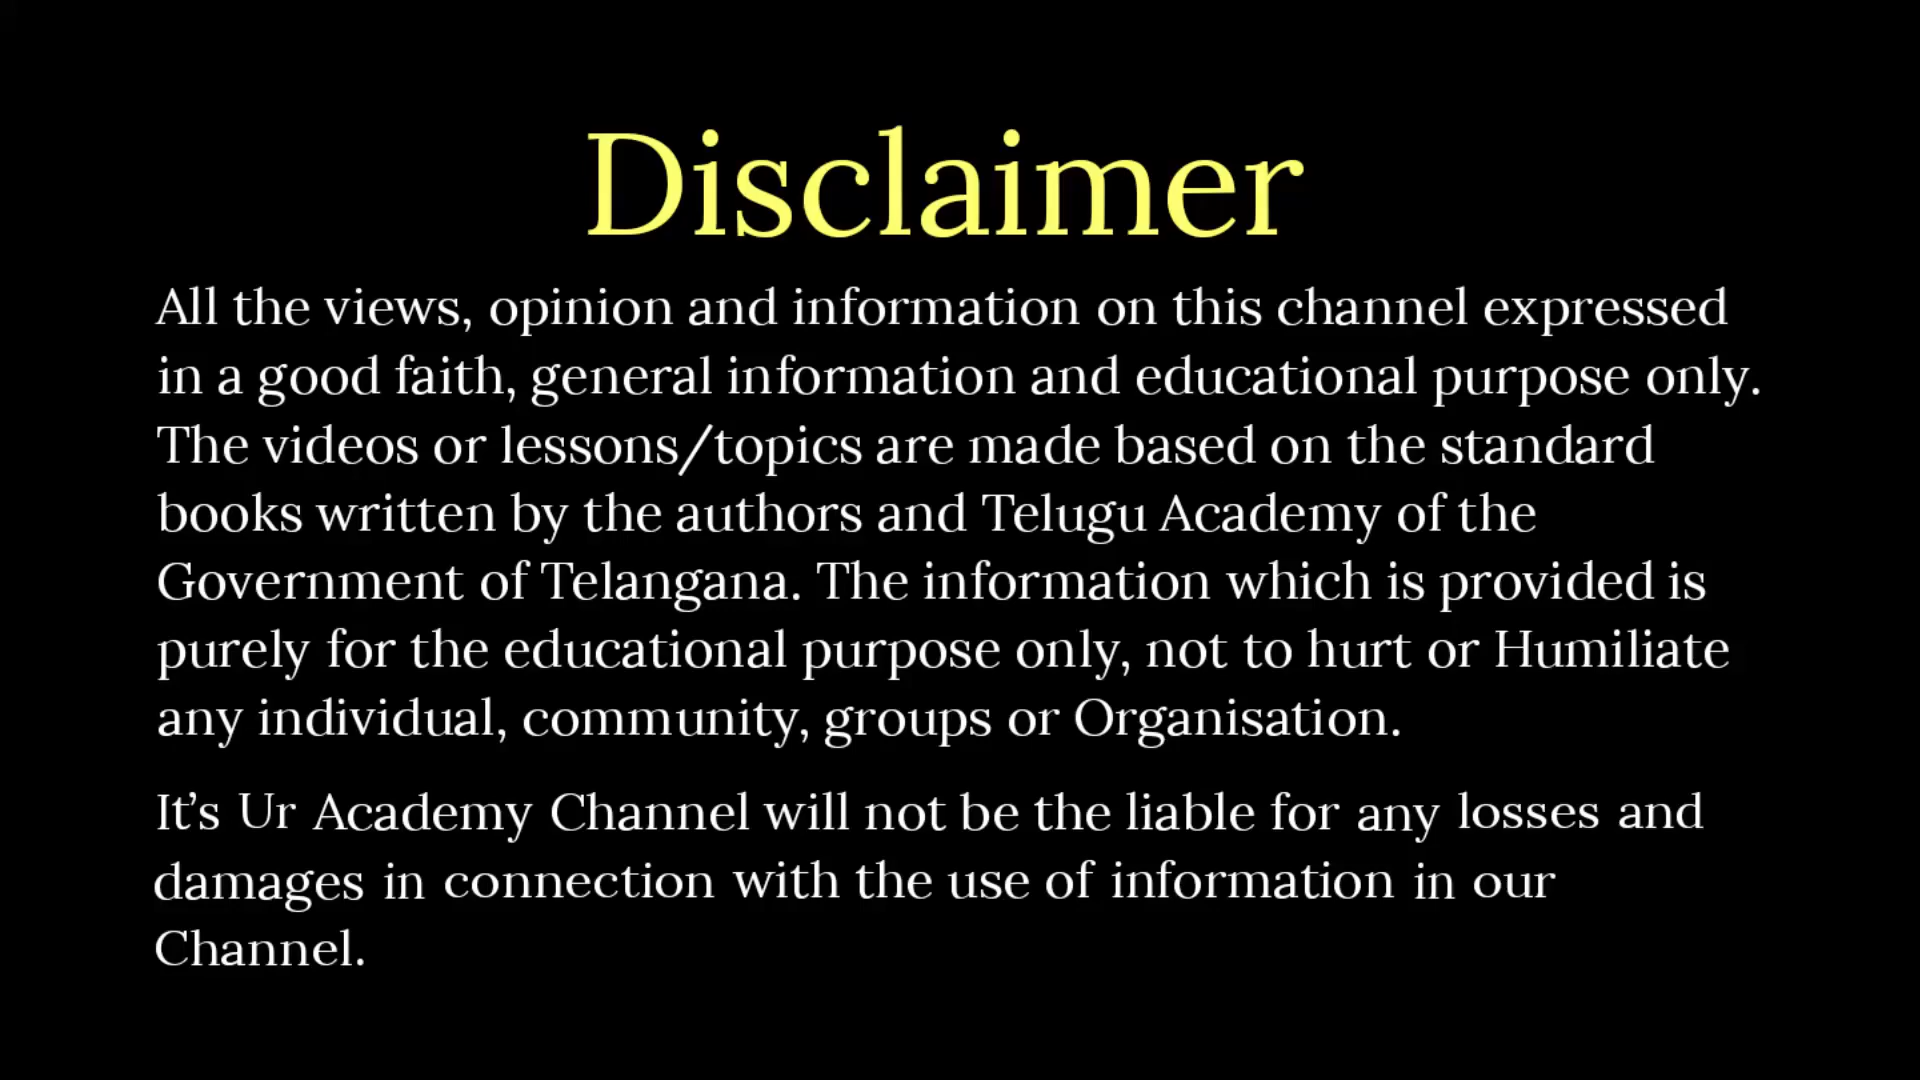 Disclaimer
All the views, opinion and information on this channel expressed
in a good faith, general information and educational purpose only.
The videos or lessons/topics are made based on the standard
books written by the authors and Telugu Academy of the
Government of Telangana. The information which is provided is
purely for the educational purpose only, not to hurt or Humiliate
any individual, community, groups or Organisation.
It’s Ur Academy Channel will not be the liable for any losses and
damages in connection with the use of information in our
Channel.